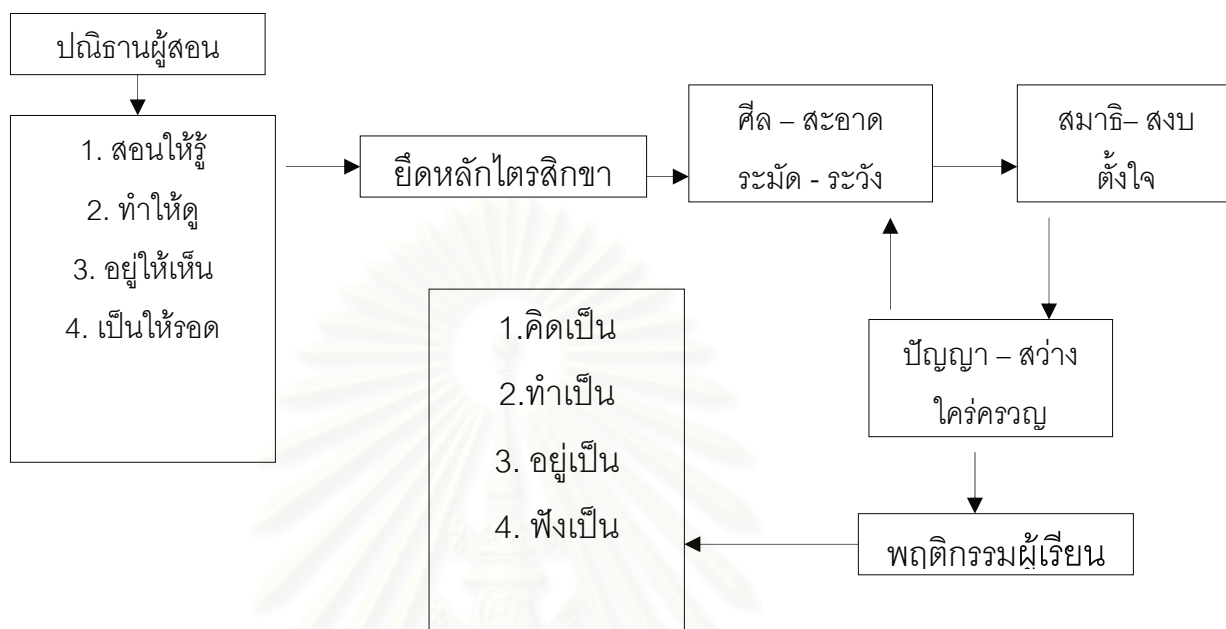 ปณิธานผู้สอน
1. สอนให้รู้
2. ทำให้ดู
3. อยู่ให้เห็น
4. เป็นให้รอด
ยึดหลักไตรสิกขา
ศีล – สะอาด
ระมัด - ระวัง
สมาธิ– สงบ
ตั้งใจ
ปัญญา – สว่าง
ใคร่ครวญ
พฤติกรรมผู้เรียน
1.คิดเป็น
2.ทำเป็น
3. อยู่เป็น
4. ฟังเป็น